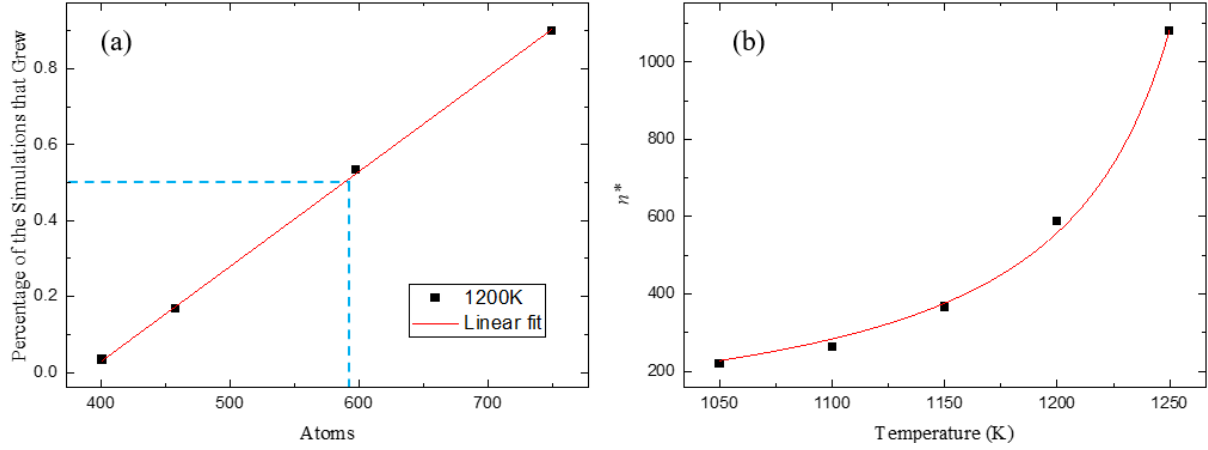 (a)
Percentage of the Simulations that Grew
0.8
0.6
0.4
0.2
0.0
400
500
600
700
Atoms
1200K
Linear fit
(b)
n*
1000
800
600
400
200
1050
1100
1150
1200
1250
Temperature (K)